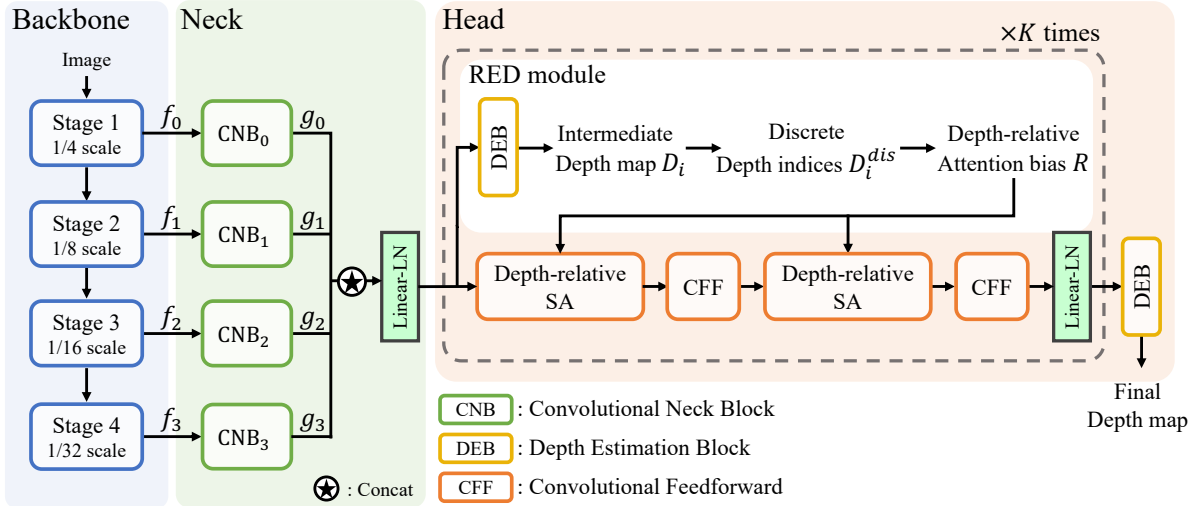 Backbone
Neck
Head
×K times
Image
Stage 1
1/4 scale
f₀
CNB₀
g₀
Stage 2
1/8 scale
f₁
CNB₁
g₁
Stage 3
1/16 scale
f₂
CNB₂
g₂
Stage 4
1/32 scale
f₃
CNB₃
g₃
: Concat
Linear-LN
RED module
DEB
Intermediate
Depth map Dᵢ
Discrete
Depth indices Dᵢᵈⁱˢ
Depth-relative
Attention bias R
Depth-relative
SA
CFF
Depth-relative
SA
CFF
Linear-LN
DEB
Final
Depth map
CNB : Convolutional Neck Block
DEB : Depth Estimation Block
CFF : Convolutional Feedforward